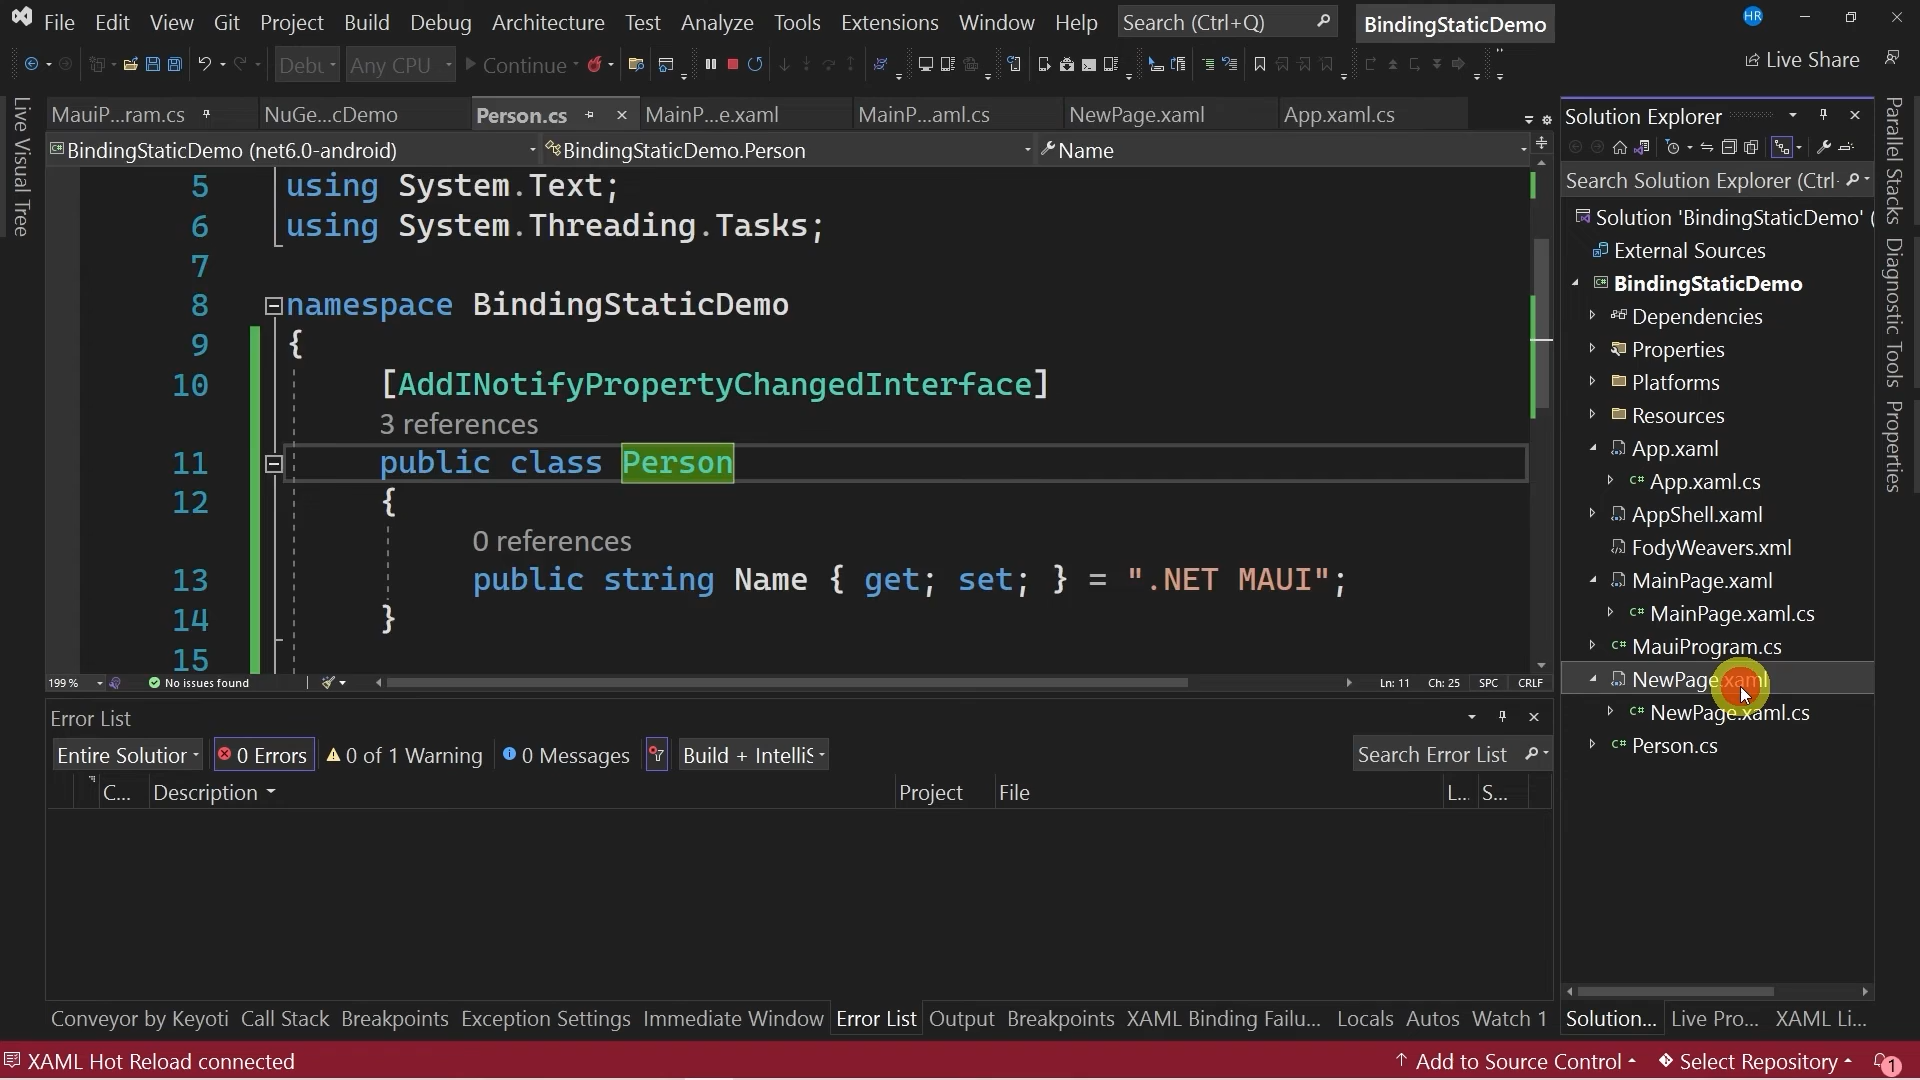 File Edit View Git Project Build Debug Architecture Test Analyze Tools Extensions Window Help Search (Ctrl+Q) BindingStaticDemo HR
Debu Any CPU Continue Live Share
MauiP...ram.cs NuGe...cDemo Person.cs MainP...e.xaml MainP...aml.cs NewPage.xaml App.xaml.cs
BindingStaticDemo (net6.0-android) BindingStaticDemo.Person Name
5 using System.Text;
6 using System.Threading.Tasks;
7
8 namespace BindingStaticDemo
9 {
10 [AddINotifyPropertyChangedInterface]
3 references
11 public class Person
12 {
0 references
13 public string Name { get; set; } = ".NET MAUI";
14 }
15
199 % No issues found Ln: 11 Ch: 25 SPC CRLF
Error List
Entire Solutior 0 Errors 0 of 1 Warning 0 Messages Build + IntelliS Search Error List
C... Description Project File L... S...
Conveyor by Keyoti Call Stack Breakpoints Exception Settings Immediate Window Error List Output Breakpoints XAML Binding Failu... Locals Autos Watch 1
Solution Explorer
Search Solution Explorer (Ctrl-
Solution 'BindingStaticDemo' (
External Sources
BindingStaticDemo
Dependencies
Properties
Platforms
Resources
App.xaml
App.xaml.cs
AppShell.xaml
FodyWeavers.xml
MainPage.xaml
MainPage.xaml.cs
MauiProgram.cs
NewPage.xaml
NewPage.xaml.cs
Person.cs
Solution... Live Pro... XAML Li...
Live Visual Tree
Parallel Stacks
Diagnostic Tools
Properties
XAML Hot Reload connected Add to Source Control Select Repository 1